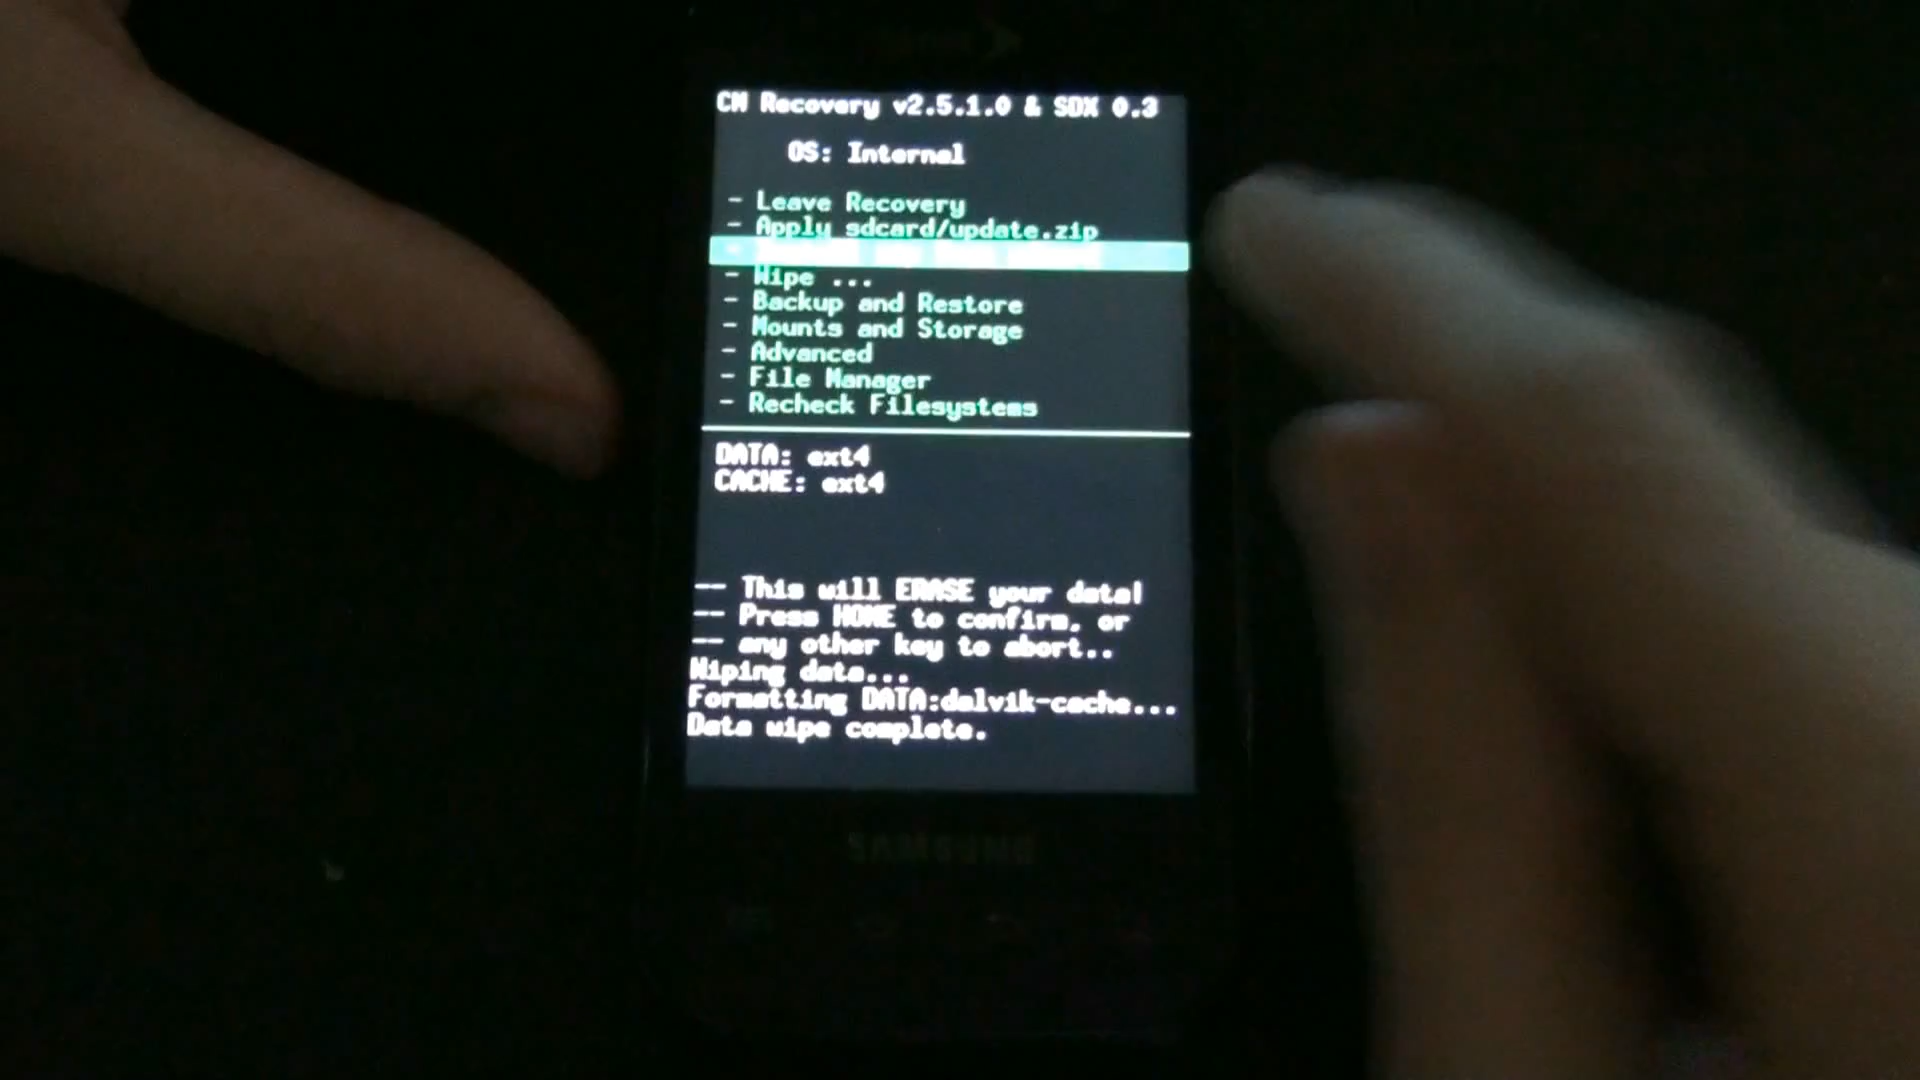 CM Recovery v2.5.1.0 & SDX 0.3
OS: Internal
- Leave Recovery
- Apply sdcard/update.zip
- Wipe ...
- Backup and Restore
- Mounts and Storage
- Advanced
- File Manager
- Recheck Filesystems
DATA: ext4
CACHE: ext4
-- This will ERASE your data!
-- Press HOME to confirm, or
-- any other key to abort..
Wiping data...
Formatting DATA:dalvik-cache...
Data wipe complete.
SAMSUNG